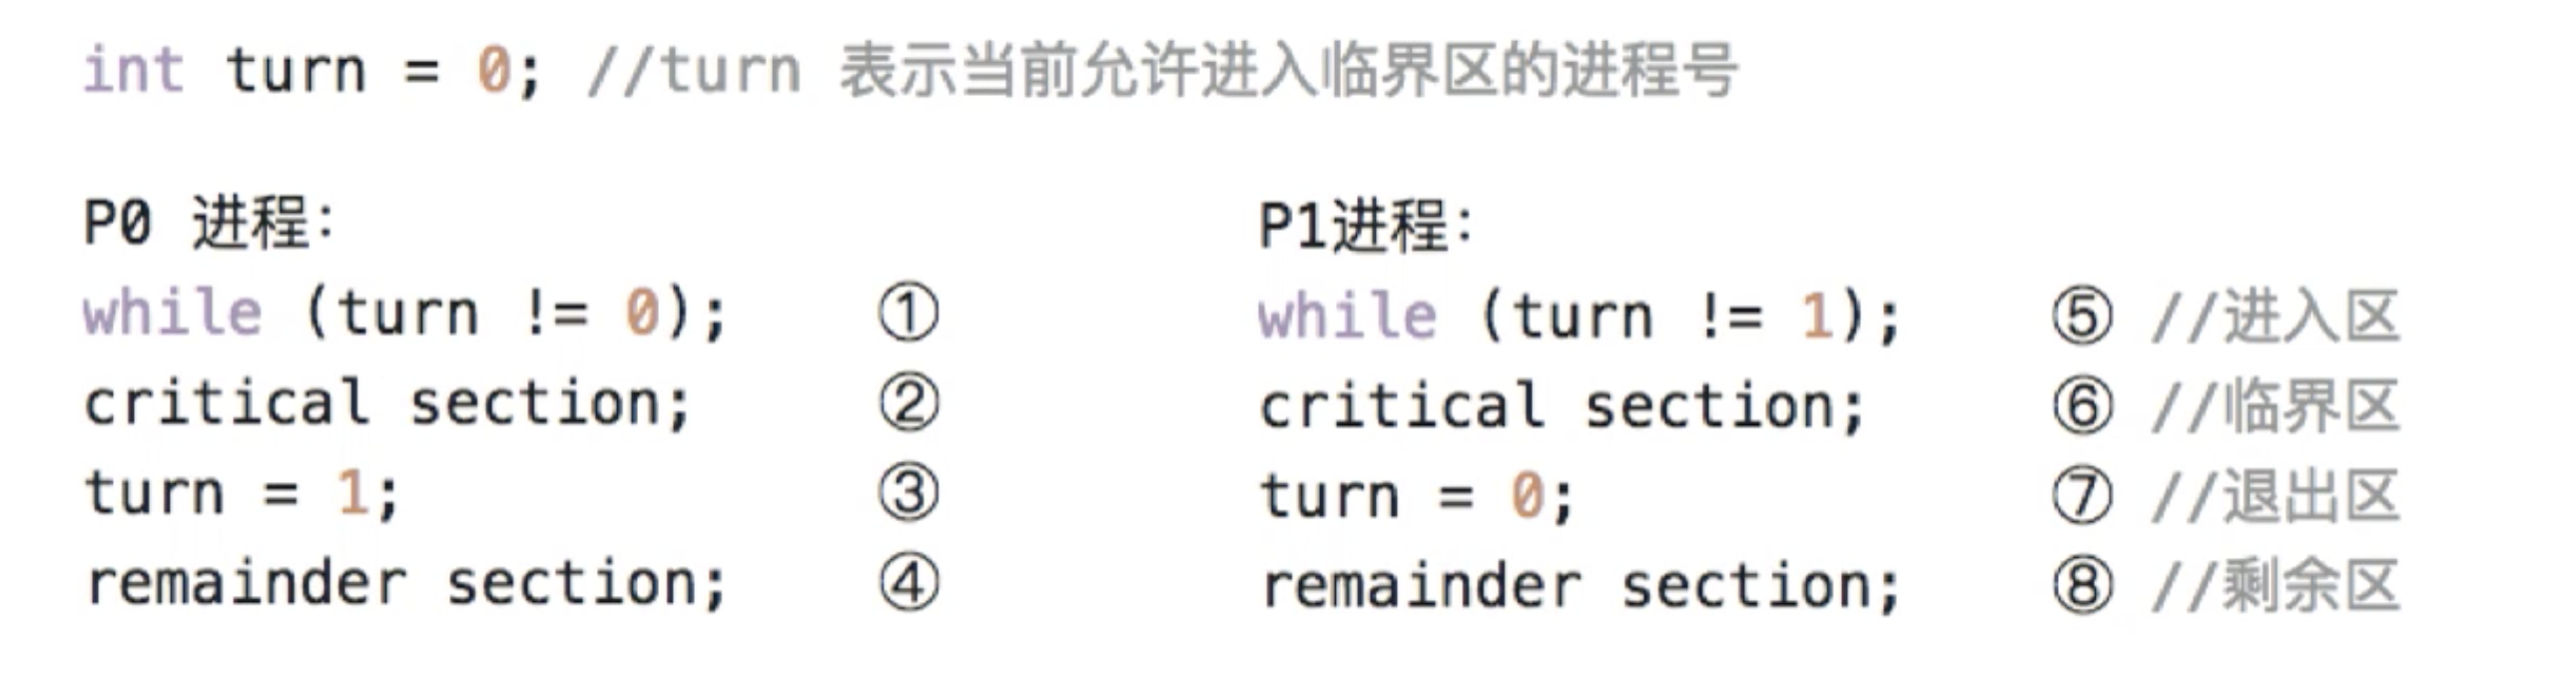 int turn = 0; //turn 表示当前允许进入临界区的进程号
P0 进程:
while (turn != 0); ①
critical section; ②
turn = 1; ③
remainder section; ④
P1进程:
while (turn != 1); ⑤ //进入区
critical section; ⑥ //临界区
turn = 0; ⑦ //退出区
remainder section; ⑧ //剩余区